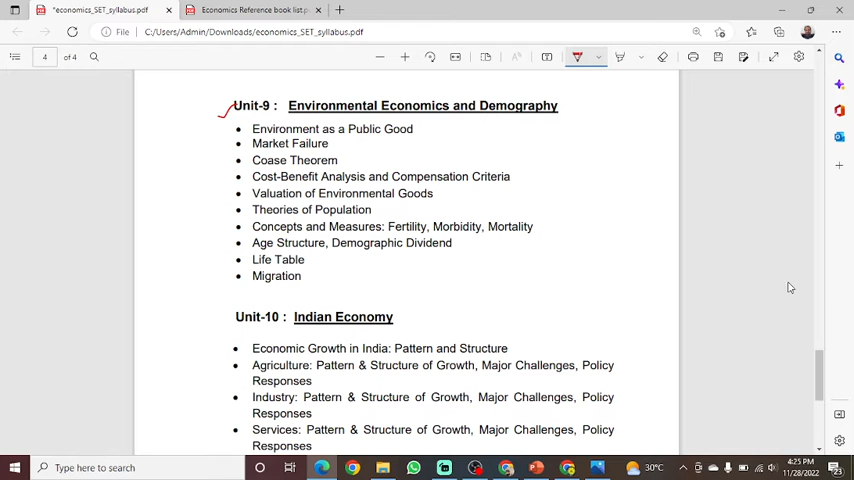 *economics_SET_syllabus.pdf
Economics Reference book list.p
File
C:/Users/Admin/Downloads/economics_SET_syllabus.pdf
4 of 4
Unit-9 : Environmental Economics and Demography
• Environment as a Public Good
• Market Failure
• Coase Theorem
• Cost-Benefit Analysis and Compensation Criteria
• Valuation of Environmental Goods
• Theories of Population
• Concepts and Measures: Fertility, Morbidity, Mortality
• Age Structure, Demographic Dividend
• Life Table
• Migration
Unit-10 : Indian Economy
• Economic Growth in India: Pattern and Structure
• Agriculture: Pattern & Structure of Growth, Major Challenges, Policy
Responses
• Industry: Pattern & Structure of Growth, Major Challenges, Policy
Responses
• Services: Pattern & Structure of Growth, Major Challenges, Policy
Responses
Type here to search
30°C
4:25 PM
11/28/2022
23